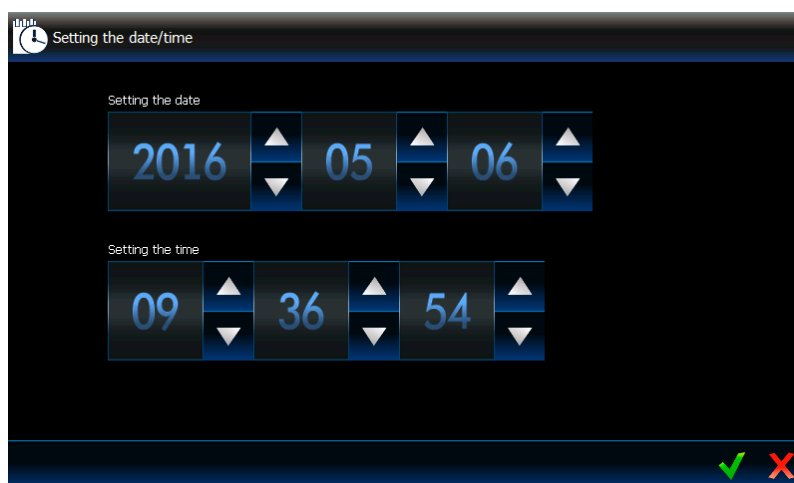 Setting the date/time
Setting the date
2016 05 06
Setting the time
09 36 54